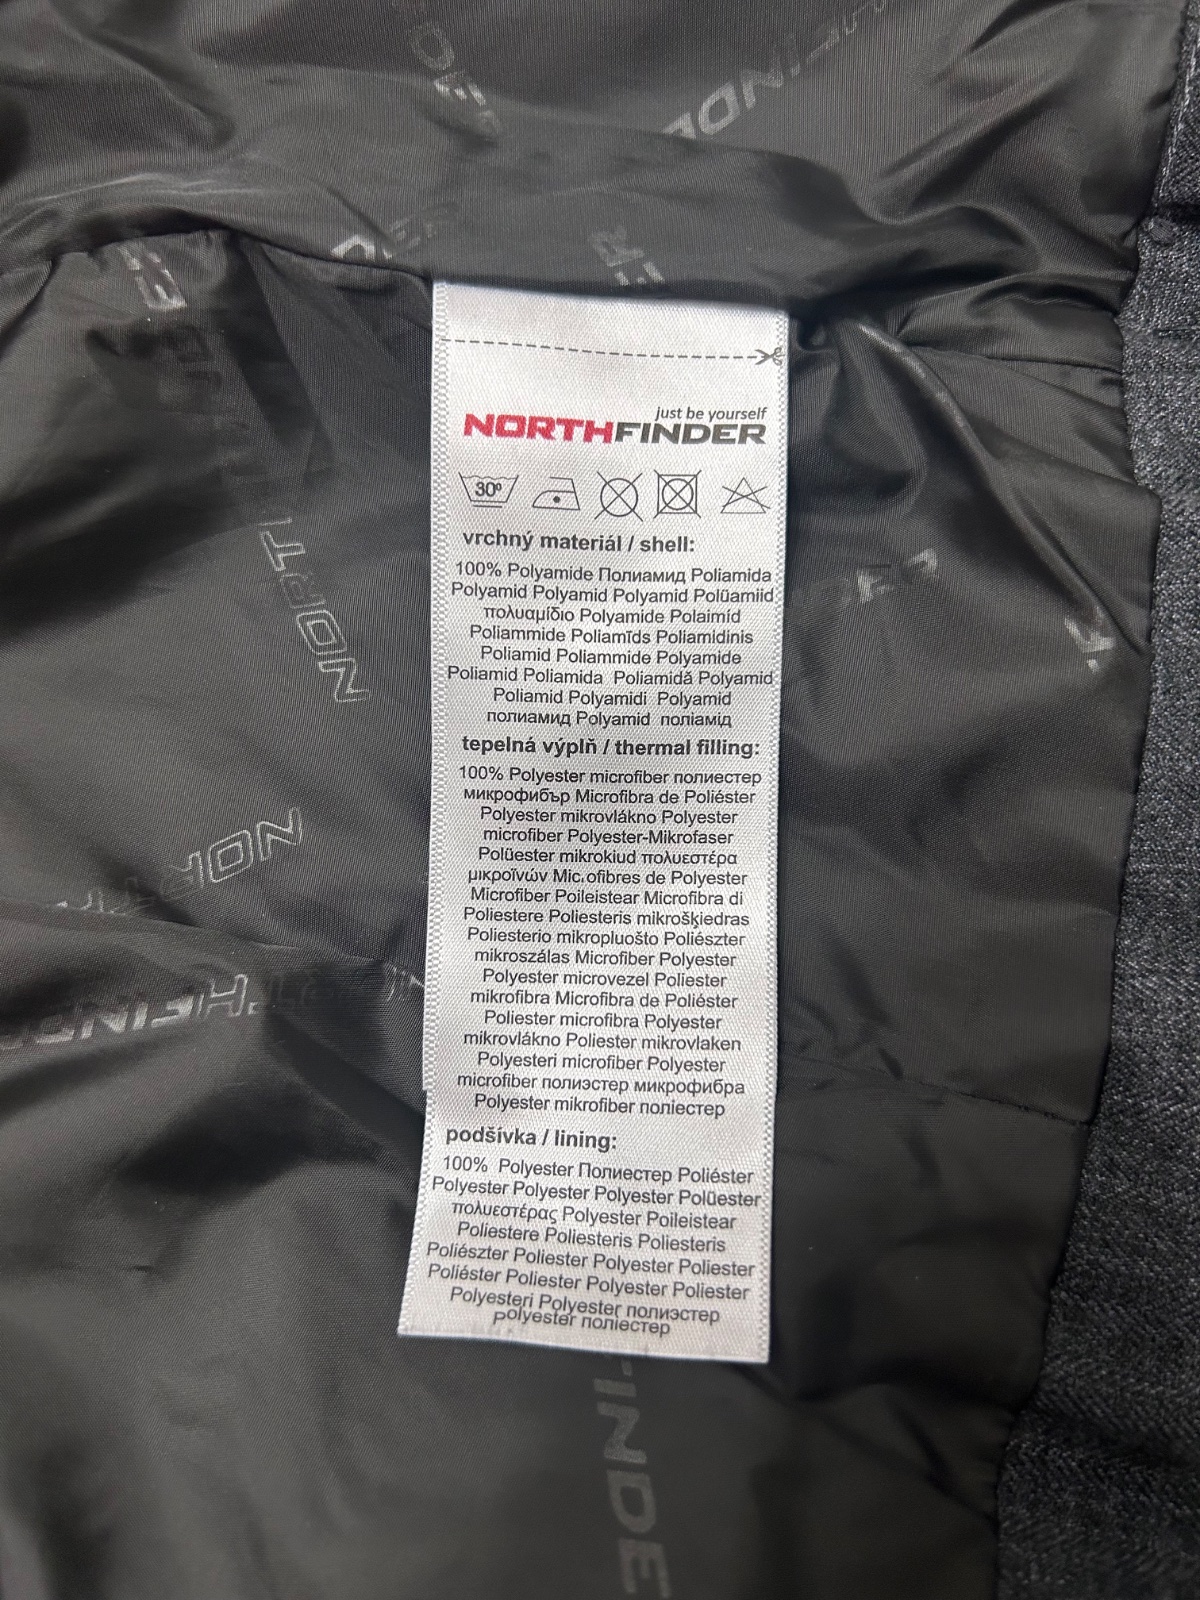 just be yourself
NORTHFINDER
30°
vrchný materiál / shell:
100% Polyamide Полиамид Poliamida
Polyamid Polyamid Polyamid Polüamiid
πολυαμίδιο Polyamide Polaimíd
Poliammide Poliamīds Poliamidinis
Poliamid Poliammide Polyamide
Poliamid Poliamida Poliamidă Polyamid
Poliamid Polyamidi Polyamid
полиамид Polyamid поліамід
tepelná výplň / thermal filling:
100% Polyester microfiber полиестер
микрофибър Microfibra de Poliéster
Polyester mikrovlákno Polyester
microfiber Polyester-Mikrofaser
Polüester mikrokiud πολυεστέρα
μικροϊνών Mic.ofibres de Polyester
Microfiber Poileistear Microfibra di
Poliestere Poliesteris mikrošķiedras
Poliesterio mikropluošto Poliészter
mikroszálas Microfiber Polyester
Polyester microvezel Poliester
mikrofibra Microfibra de Poliéster
Poliester microfibra Polyester
mikrovlákno Poliester mikrovlaken
Polyesteri microfiber Polyester
microfiber полиэстер микрофибра
Polyester mikrofiber поліестер
podšívka / lining:
100% Polyester Полиестер Poliéster
Polyester Polyester Polyester Polüester
πολυεστέρας Polyester Poileistear
Poliestere Poliesteris Poliesteris
Poliészter Poliester Polyester Poliester
Poliéster Poliester Polyester Poliester
Polyesteri Polyester полиэстер
Polyester поліестер
NORT
NORT
HFINDE
INDE